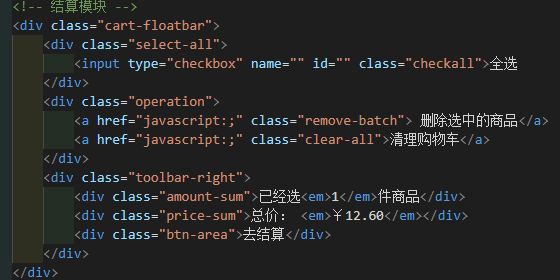 <!-- 结算模块 -->
<div class="cart-floatbar">
<div class="select-all">
<input type="checkbox" name="" id="" class="checkall">全选
</div>
<div class="operation">
<a href="javascript:;" class="remove-batch"> 删除选中的商品</a>
<a href="javascript:;" class="clear-all">清理购物车</a>
</div>
<div class="toolbar-right">
<div class="amount-sum">已经选<em>1</em>件商品</div>
<div class="price-sum">总价： <em>￥12.60</em></div>
<div class="btn-area">去结算</div>
</div>
</div>